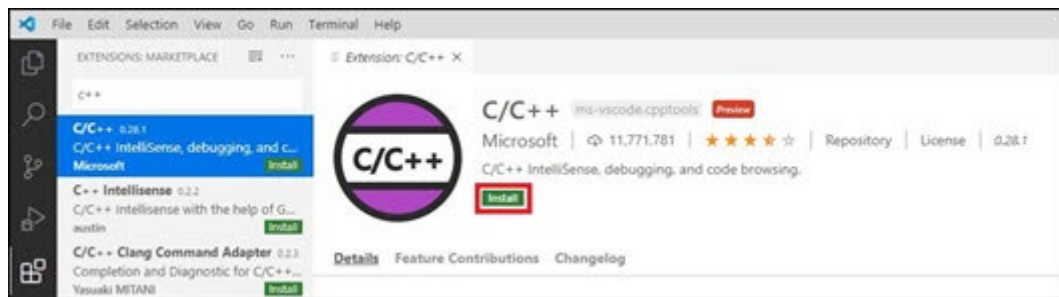 File Edit Selection View Go Run Terminal Help
EXTENSIONS: MARKETPLACE ...
C++
C/C++ 0.28.1
C/C++ IntelliSense, debugging, and c...
Microsoft Install
C++ Intellisense 0.2.2
C/C++ Intellisense with the help of G...
austin Install
C/C++ Clang Command Adapter 0.2.3
Completion and Diagnostic for C/C++...
Yasuaki MITANI Install
Extension: C/C++
C/C++
C/C++ ms-vscode.cpptools Preview
Microsoft 11,771,781 Repository License 0.28.1
C/C++ IntelliSense, debugging, and code browsing.
Install
Details Feature Contributions Changelog